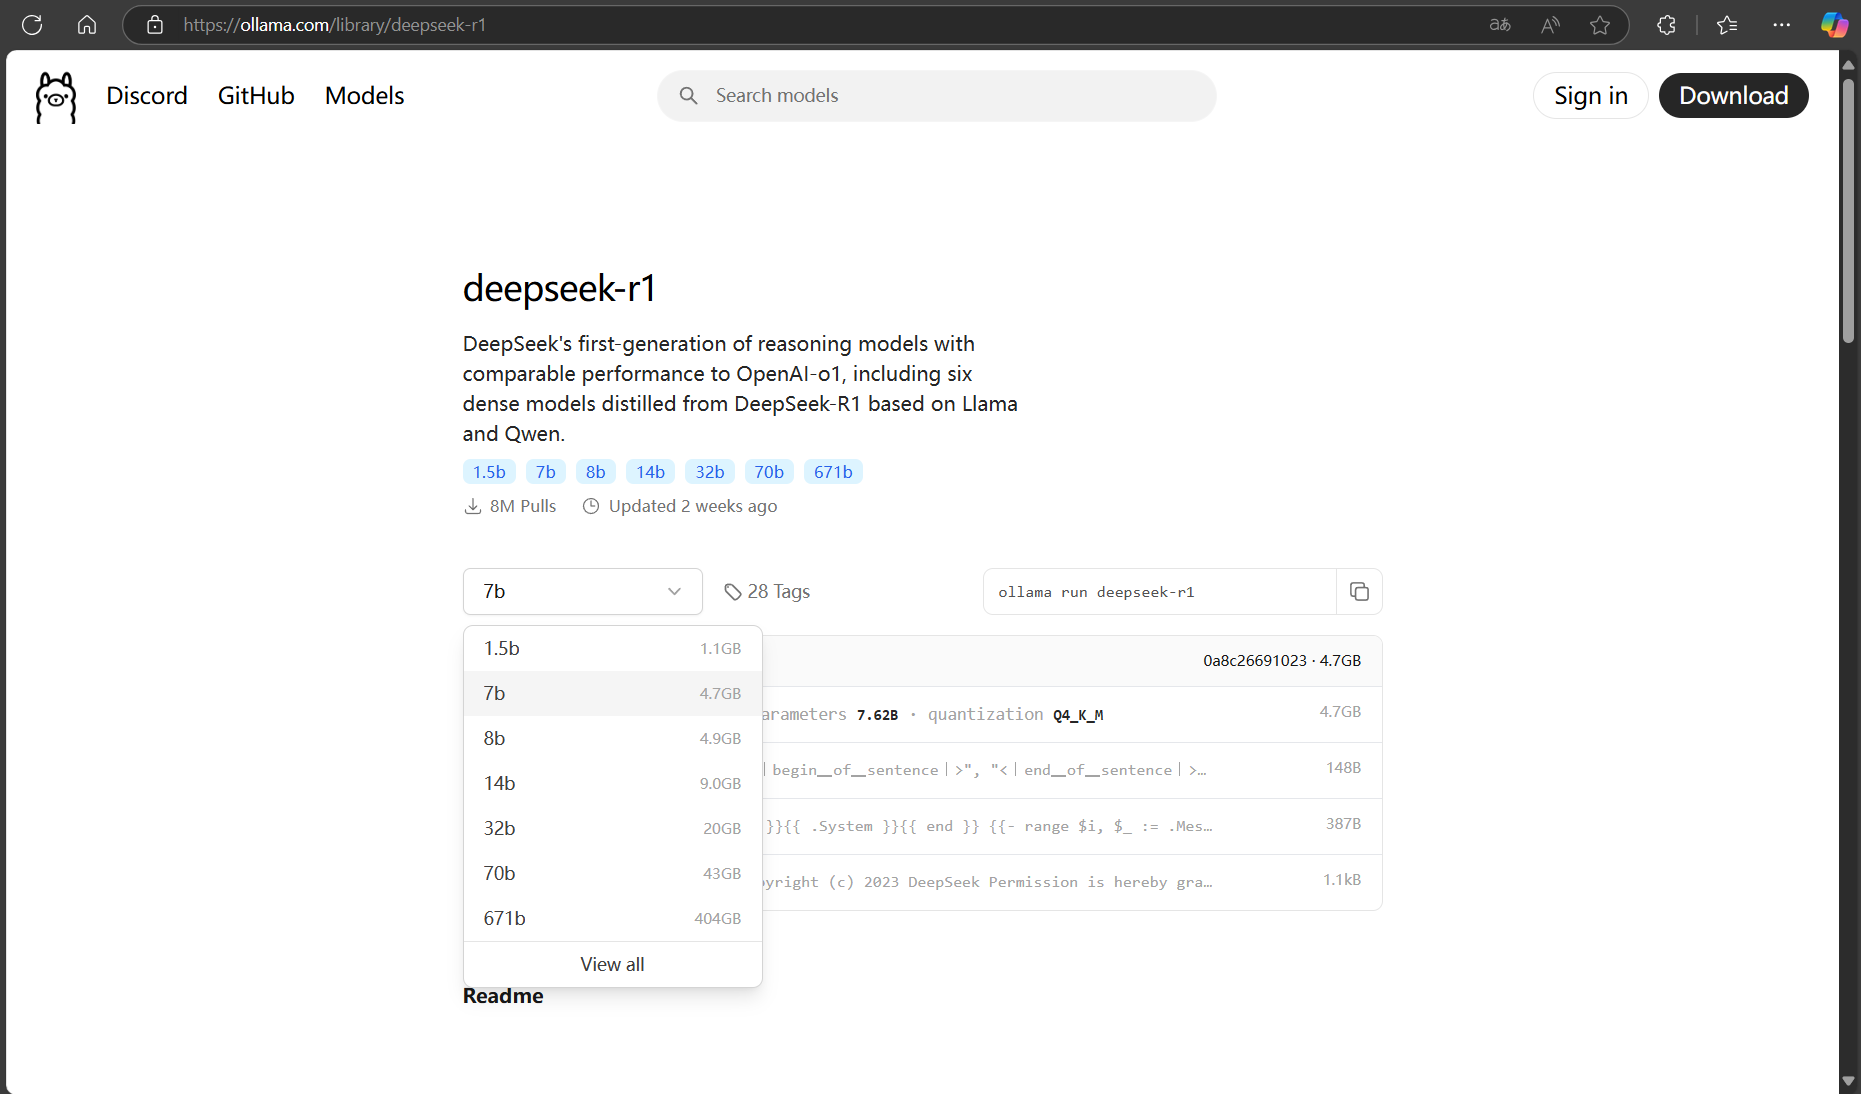 https://ollama.com/library/deepseek-r1
Discord GitHub Models
Search models
Sign in Download
deepseek-r1
DeepSeek's first-generation of reasoning models with
comparable performance to OpenAI-o1, including six
dense models distilled from DeepSeek-R1 based on Llama
and Qwen.
1.5b 7b 8b 14b 32b 70b 671b
8M Pulls Updated 2 weeks ago
7b 28 Tags ollama run deepseek-r1
1.5b 1.1GB
7b 4.7GB
8b 4.9GB
14b 9.0GB
32b 20GB
70b 43GB
671b 404GB
View all
0a8c26691023 · 4.7GB
arameters 7.62B · quantization Q4_K_M 4.7GB
|begin__of__sentence|>", "<|end__of__sentence|>… 148B
}}{{ .System }}{{ end }} {{- range $i, $_ := .Mes… 387B
yright (c) 2023 DeepSeek Permission is hereby gra… 1.1kB
Readme